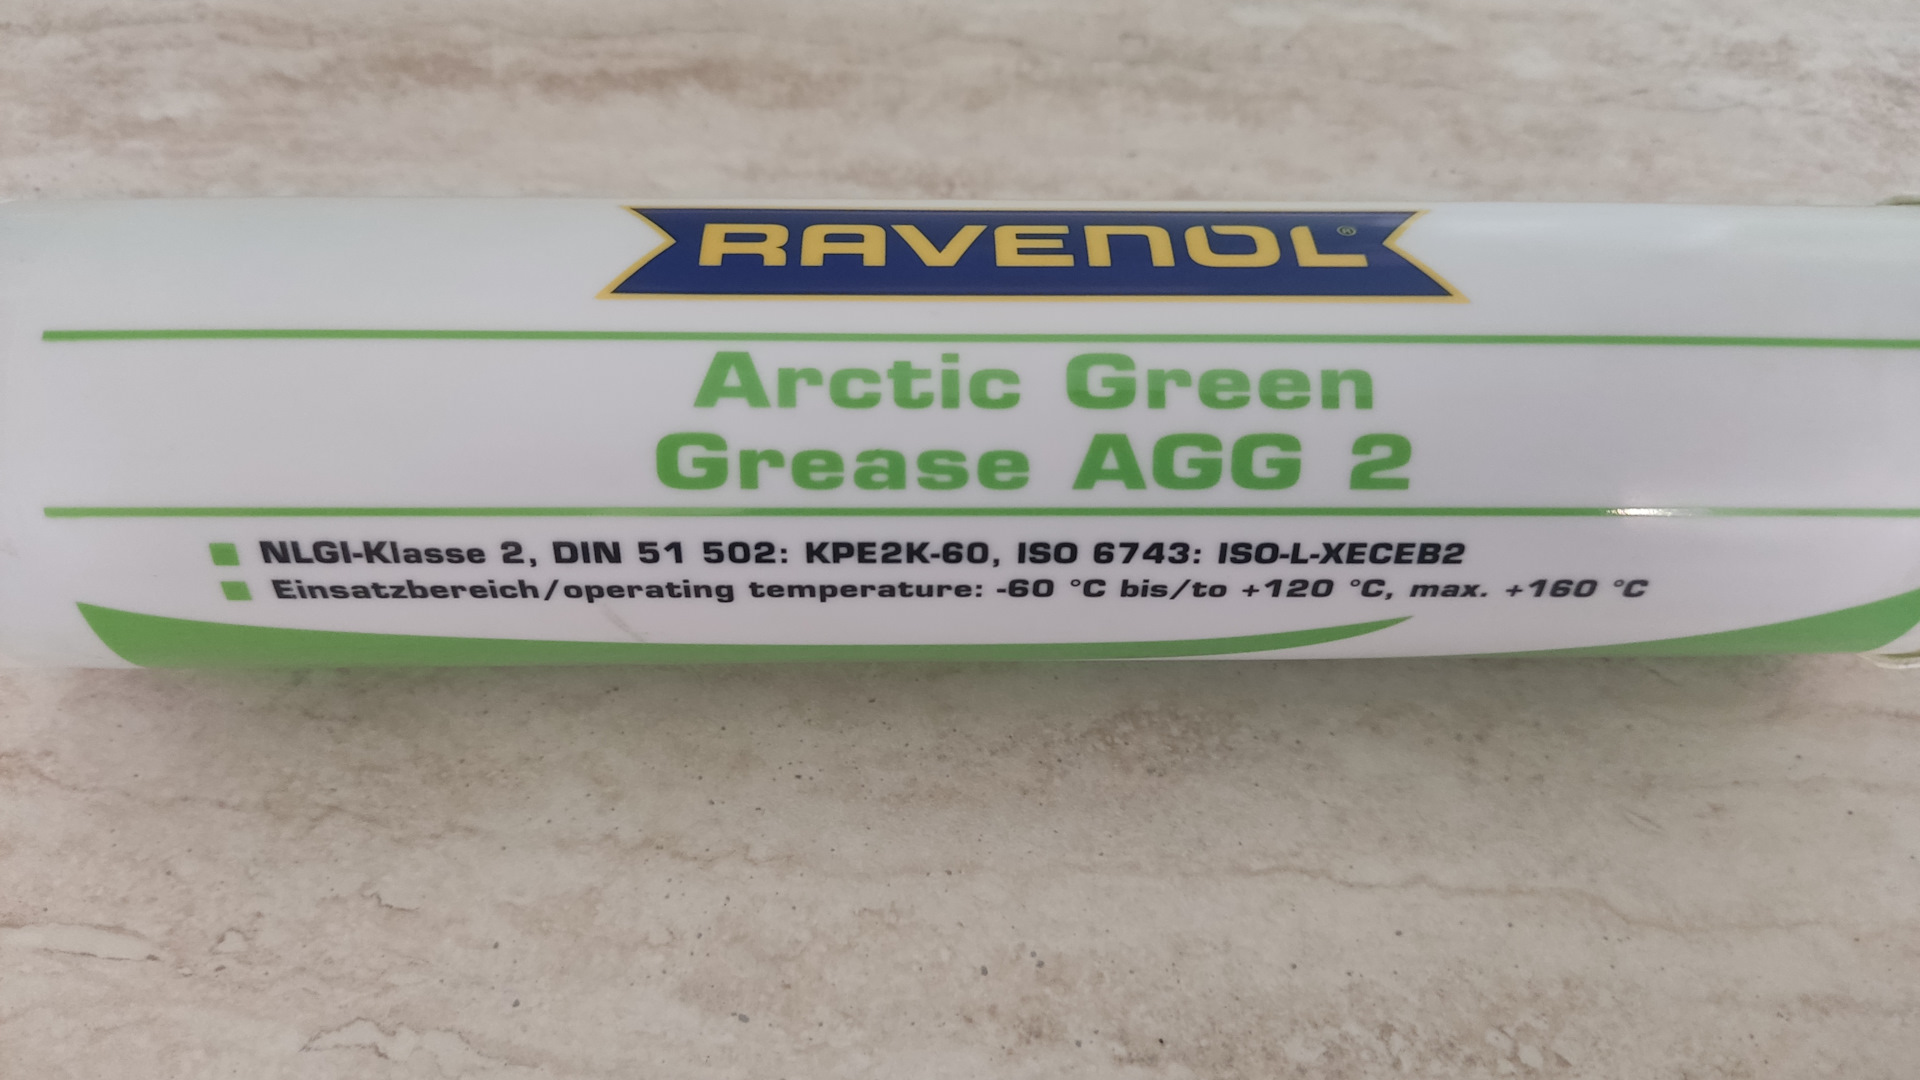 RAVENOL®
Arctic Green
Grease AGG 2
NLGI-Klasse 2, DIN 51 502: KPE2K-60, ISO 6743: ISO-L-XECEB2
Einsatzbereich/operating temperature: -60 °C bis/to +120 °C, max. +160 °C